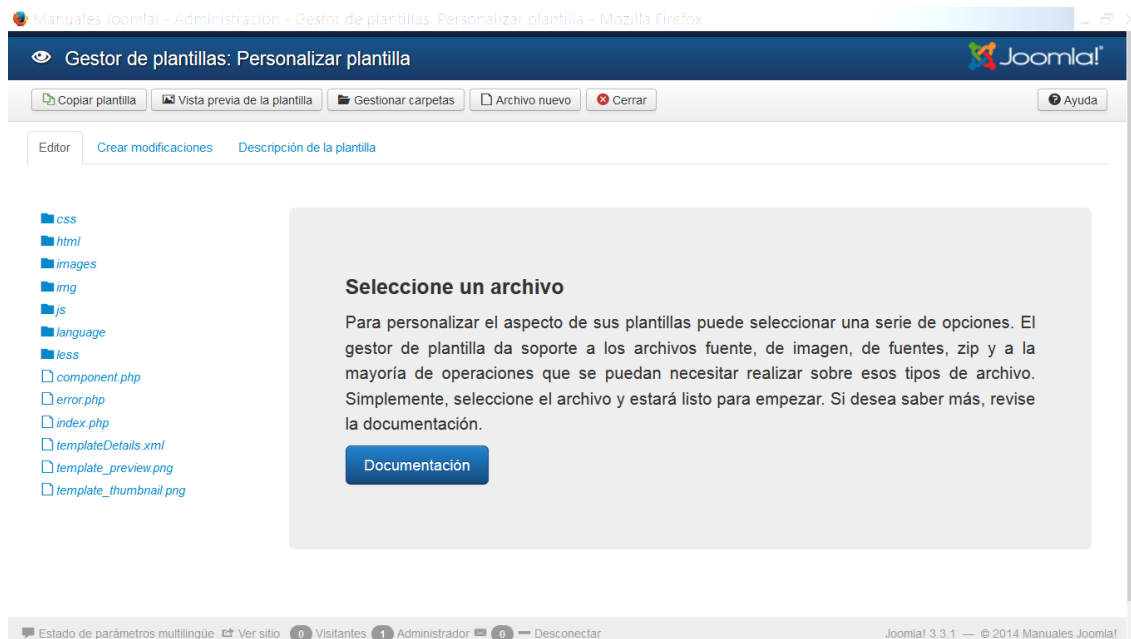 Manuales Joomla! - Administración - Gestor de plantillas: Personalizar plantilla - Mozilla Firefox
Gestor de plantillas: Personalizar plantilla
Joomla!
Copiar plantilla
Vista previa de la plantilla
Gestionar carpetas
Archivo nuevo
Cerrar
Ayuda
Editor
Crear modificaciones
Descripción de la plantilla
css
html
images
img
js
language
less
component.php
error.php
index.php
templateDetails.xml
template_preview.png
template_thumbnail.png
Seleccione un archivo
Para personalizar el aspecto de sus plantillas puede seleccionar una serie de opciones. El
gestor de plantilla da soporte a los archivos fuente, de imagen, de fuentes, zip y a la
mayoría de operaciones que se puedan necesitar realizar sobre esos tipos de archivo.
Simplemente, seleccione el archivo y estará listo para empezar. Si desea saber más, revise
la documentación.
Documentación
Estado de parámetros multilingüe Ver sitio 0 Visitantes 1 Administrador 0 Desconectar
Joomla! 3.3.1 — © 2014 Manuales Joomla!